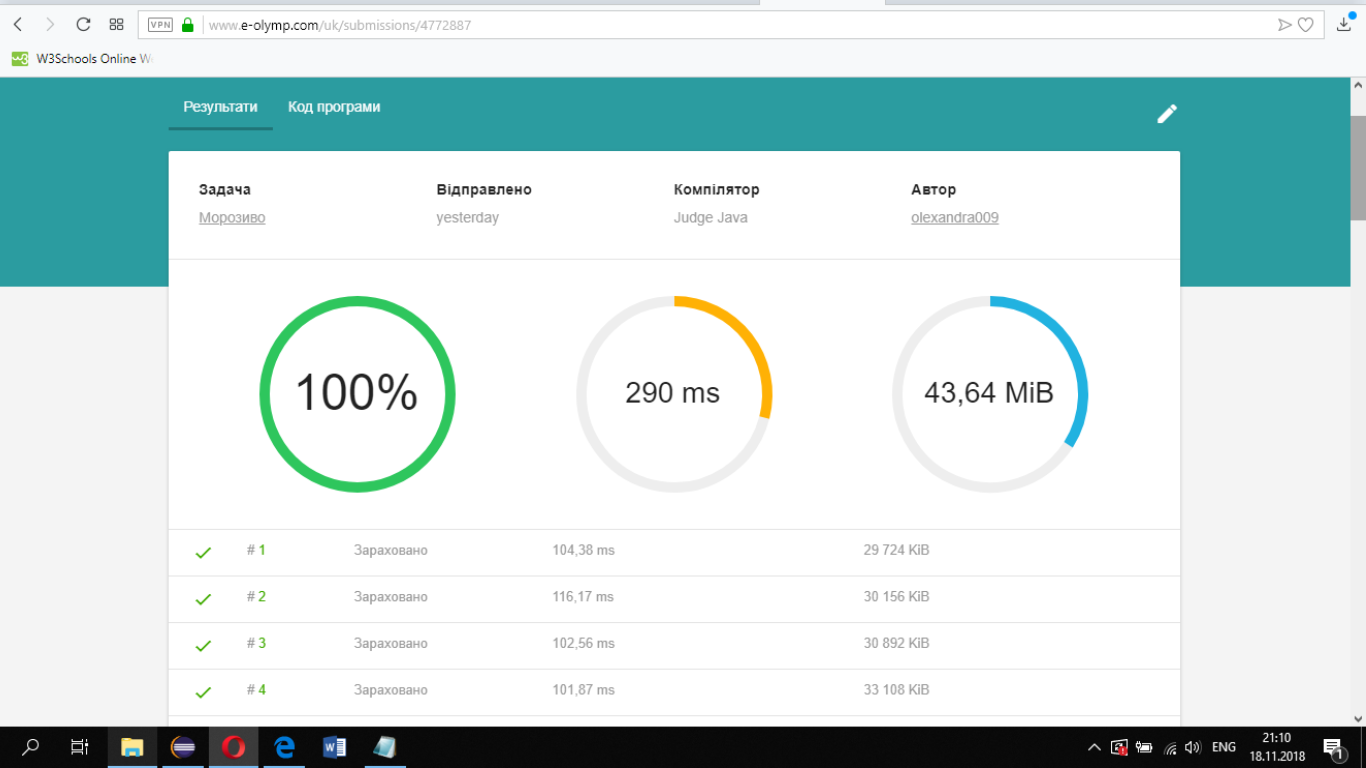 VPN www.e-olymp.com/uk/submissions/4772887
W3Schools Online W
Результати Код програми
Задача Відправлено Компілятор Автор
Морозиво yesterday Judge Java olexandra009
100% 290 ms 43,64 MiB
# 1 Зараховано 104,38 ms 29 724 KiB
# 2 Зараховано 116,17 ms 30 156 KiB
# 3 Зараховано 102,56 ms 30 892 KiB
# 4 Зараховано 101,87 ms 33 108 KiB
ENG 21:10
18.11.2018 1